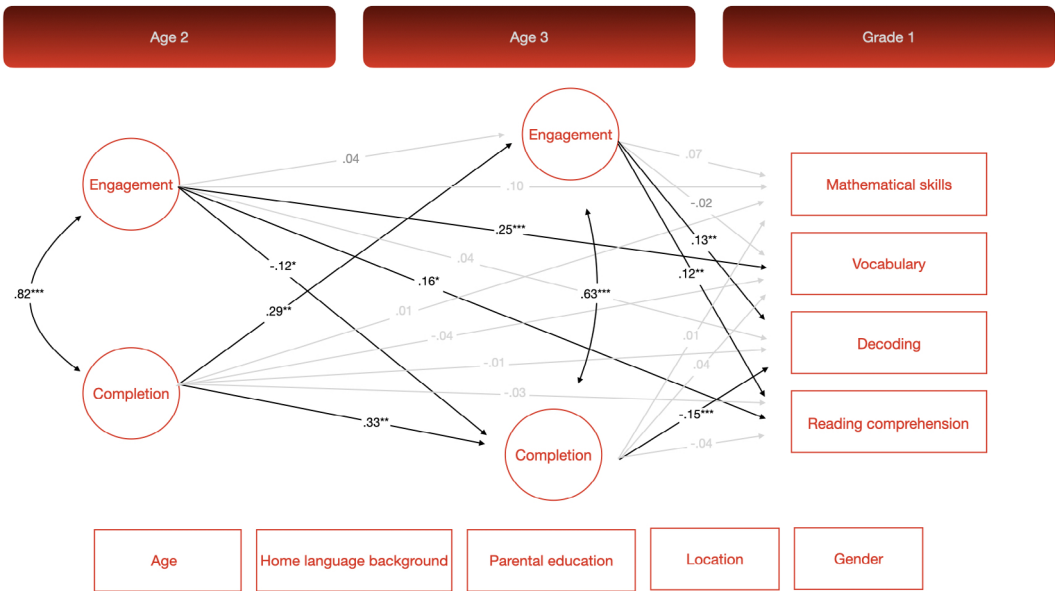 Age 2
Age 3
Grade 1
Engagement
.07
.04
Engagement
.10
Mathematical skills
-.02
.25***
.13**
.04
Vocabulary
-.12*
.12**
.16*
.82***
.63***
.29**
.01
-.04
.01
Decoding
-.01
.04
Completion
-.03
-.15***
.33**
Reading comprehension
-.04
Completion
Age
Home language background
Parental education
Location
Gender